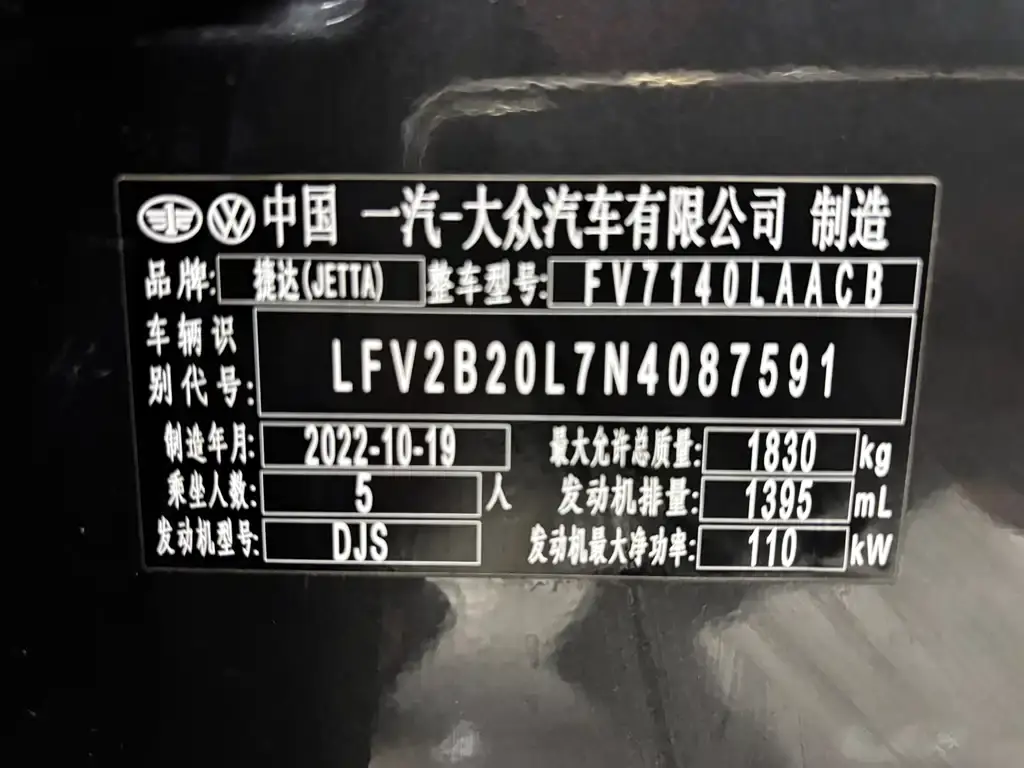 中国 一汽-大众汽车有限公司 制造
品牌: 捷达(JETTA) 整车型号: FV7140LAACB
车辆识别代号: LFV2B20L7N4087591
制造年月: 2022-10-19 最大允许总质量: 1830 kg
乘坐人数: 5 人 发动机排量: 1395 mL
发动机型号: DJS 发动机最大净功率: 110 kW